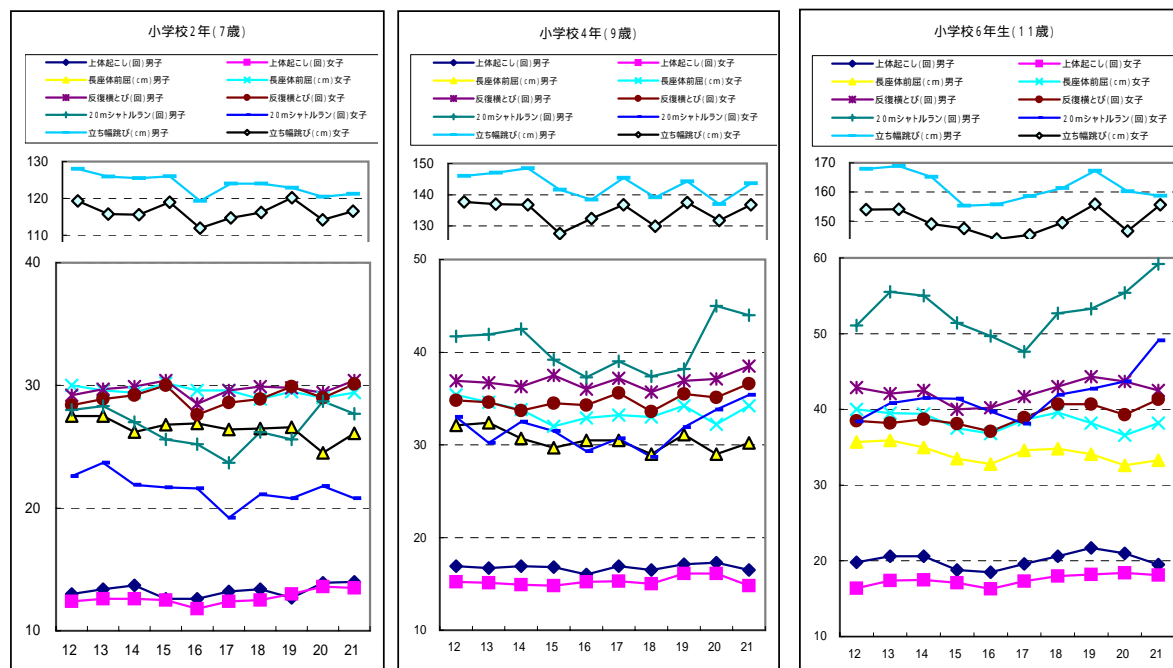 小学校2年(7歳)
上体起こし(回)男子 上体起こし(回)女子
長座体前屈(cm)男子 長座体前屈(cm)女子
反復横とび(回)男子 反復横とび(回)女子
20mシャトルラン(回)男子 20mシャトルラン(回)女子
立ち幅跳び(cm)男子 立ち幅跳び(cm)女子
130
120
110
40
30
20
10
12 13 14 15 16 17 18 19 20 21
小学校4年(9歳)
上体起こし(回)男子 上体起こし(回)女子
長座体前屈(cm)男子 長座体前屈(cm)女子
反復横とび(回)男子 反復横とび(回)女子
20mシャトルラン(回)男子 20mシャトルラン(回)女子
立ち幅跳び(cm)男子 立ち幅跳び(cm)女子
150
140
130
50
40
30
20
10
12 13 14 15 16 17 18 19 20 21
小学校6年生(11歳)
上体起こし(回)男子 上体起こし(回)女子
長座体前屈(cm)男子 長座体前屈(cm)女子
反復横とび(回)男子 反復横とび(回)女子
20mシャトルラン(回)男子 20mシャトルラン(回)女子
立ち幅跳び(cm)男子 立ち幅跳び(cm)女子
170
160
150
60
50
40
30
20
10
12 13 14 15 16 17 18 19 20 21